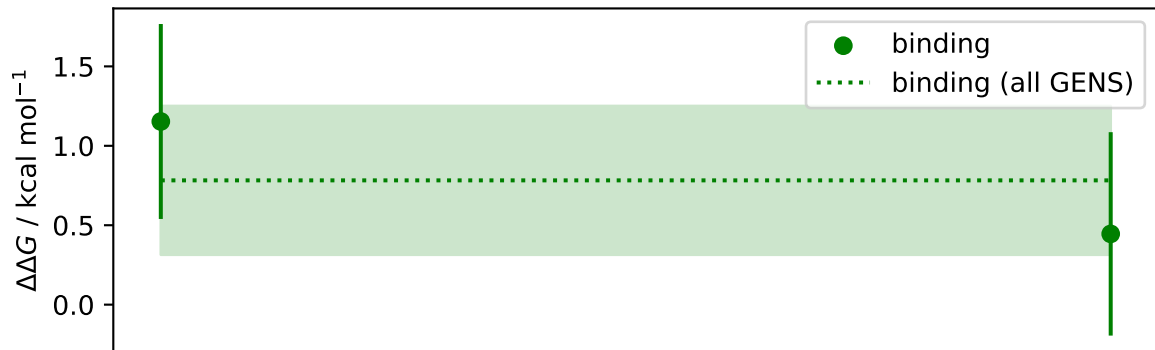 ΔΔG / kcal mol⁻¹
1.5
1.0
0.5
0.0
binding
binding (all GENS)